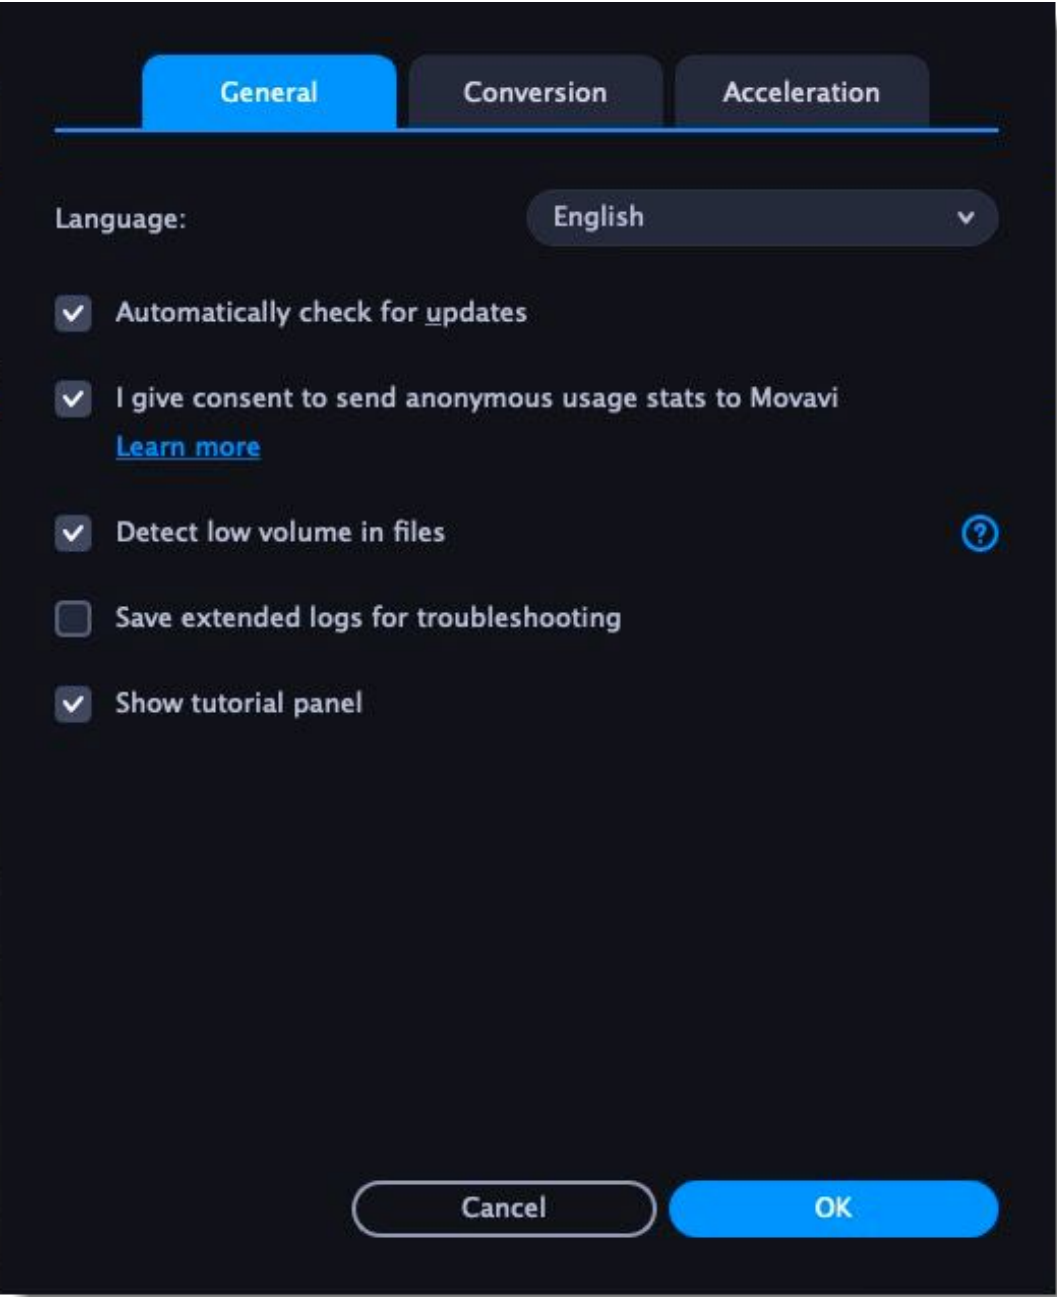 General Conversion Acceleration
Language: English
Automatically check for updates
I give consent to send anonymous usage stats to Movavi
Learn more
Detect low volume in files ?
Save extended logs for troubleshooting
Show tutorial panel
Cancel OK